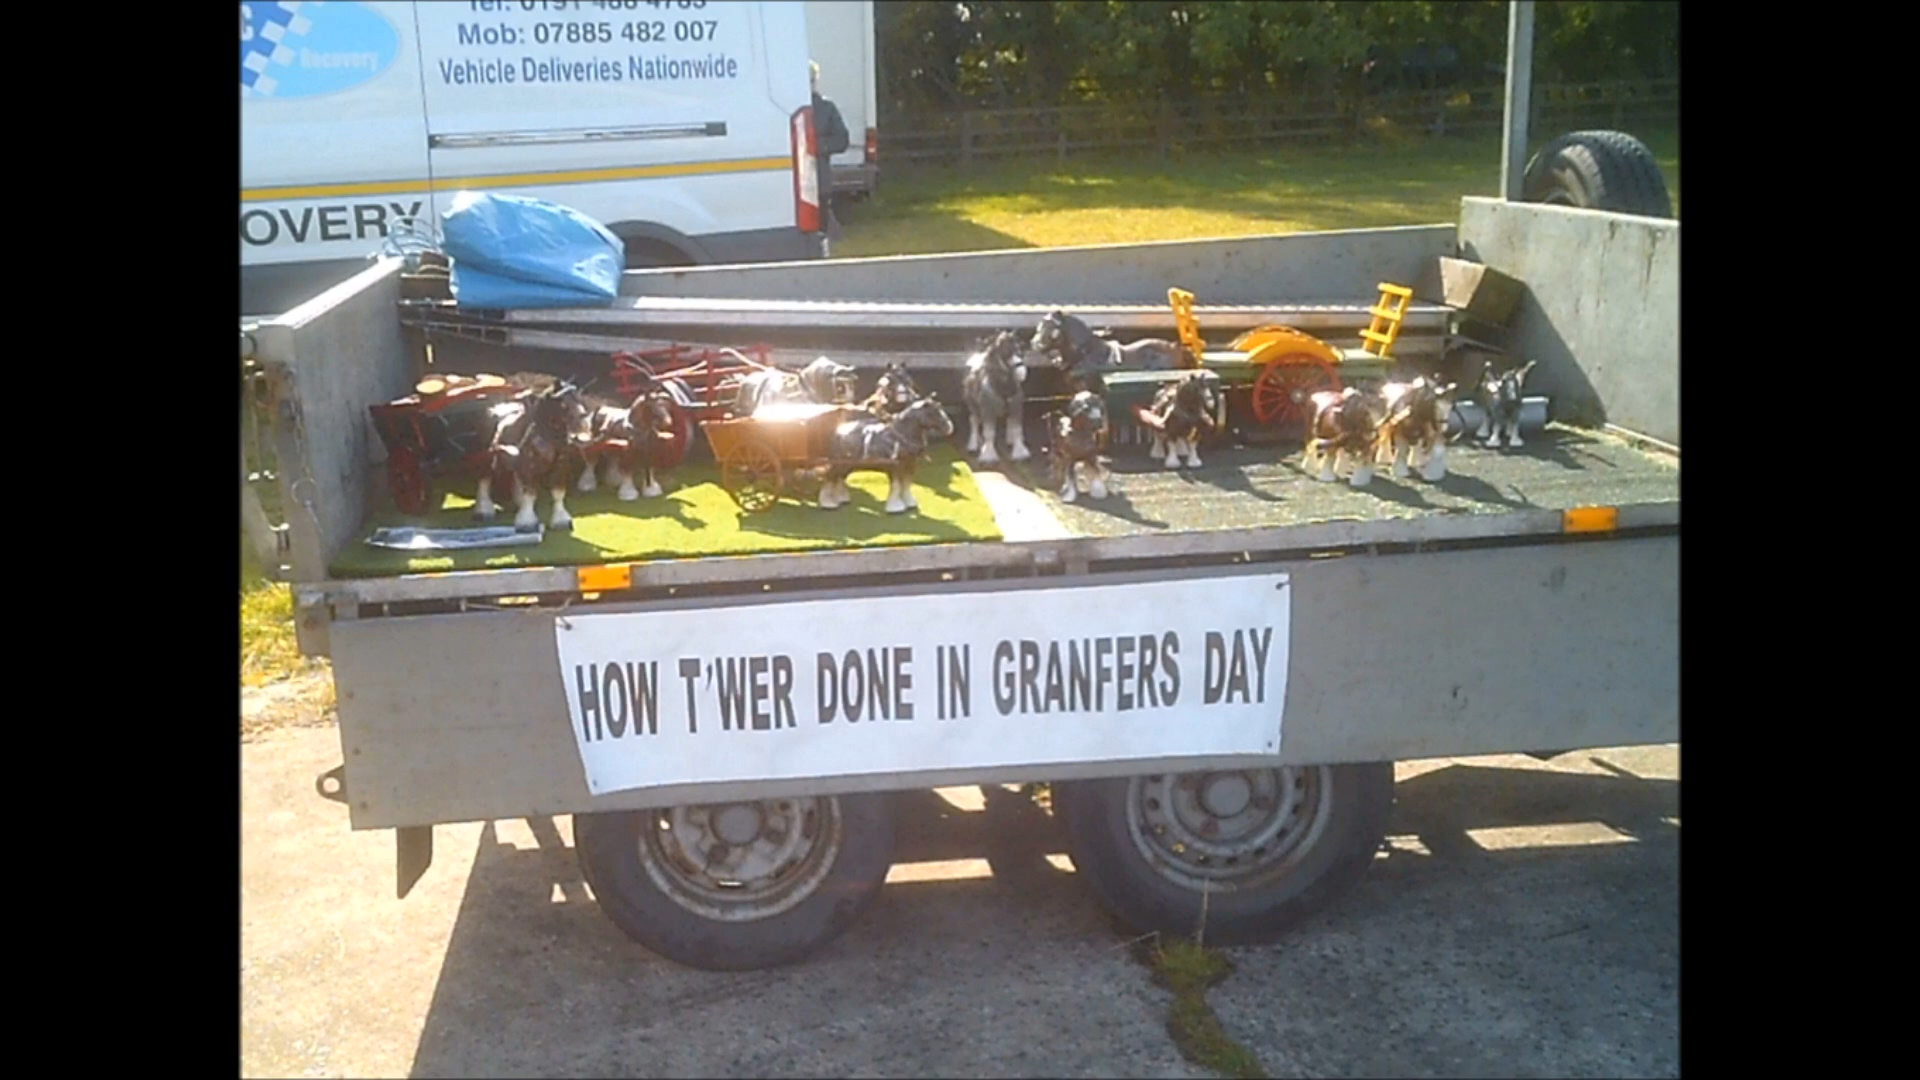 Recovery
Mob: 07885 482 007
Vehicle Deliveries Nationwide
OVERY
HOW T'WER DONE IN GRANFERS DAY